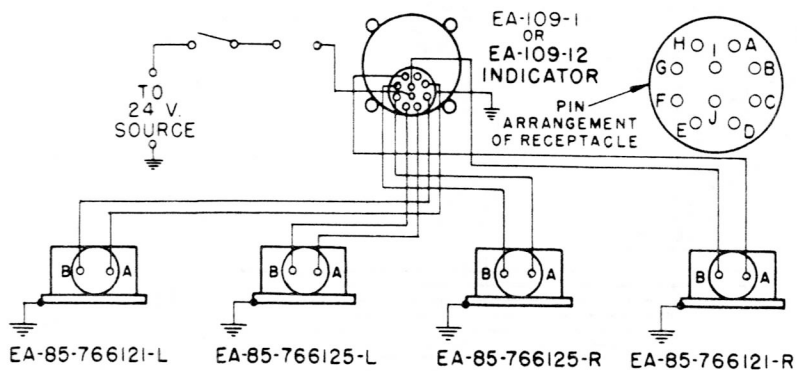 EA-109-1
OR
EA-109-12
INDICATOR
TO
24 V.
SOURCE
PIN
ARRANGEMENT
OF RECEPTACLE
H I A
G B
F C
E J D
B A
B A
B A
B A
EA-85-766121-L
EA-85-766125-L
EA-85-766125-R
EA-85-766121-R